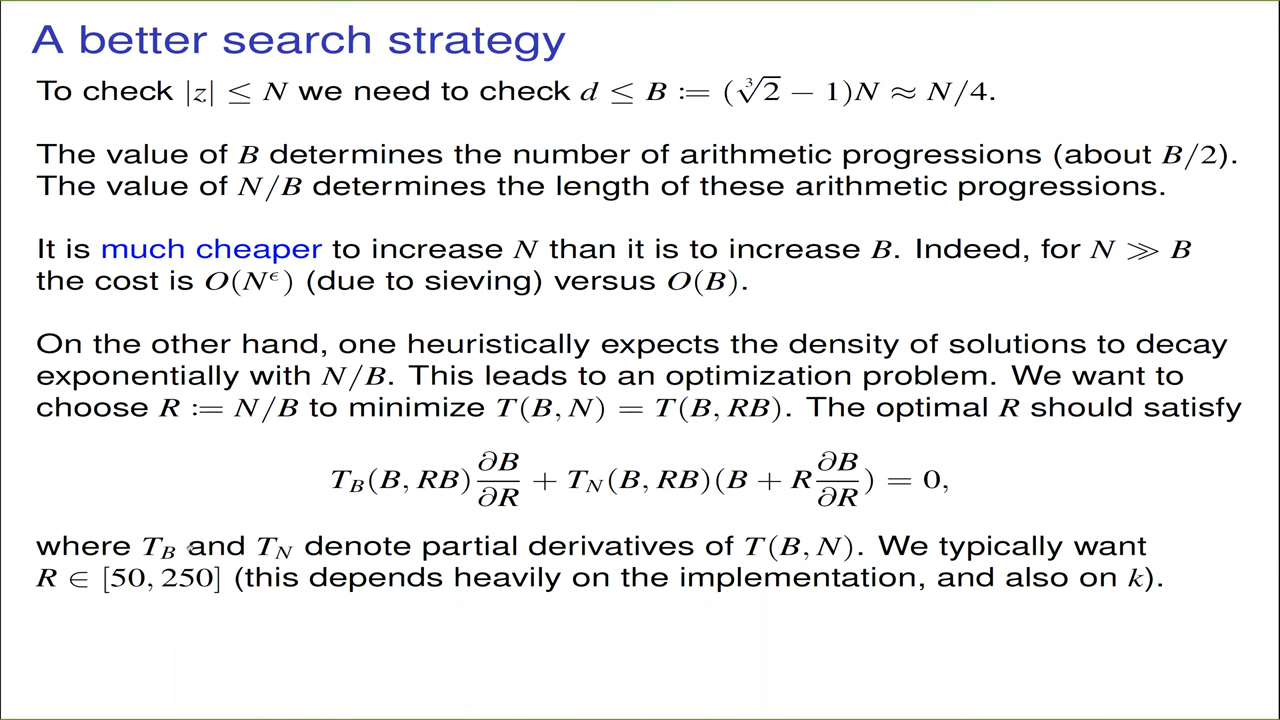 A better search strategy
To check |z| ≤ N we need to check d ≤ B := (∛2 − 1)N ≈ N/4.
The value of B determines the number of arithmetic progressions (about B/2).
The value of N/B determines the length of these arithmetic progressions.
It is much cheaper to increase N than it is to increase B. Indeed, for N ≫ B
the cost is O(N^ϵ) (due to sieving) versus O(B).
On the other hand, one heuristically expects the density of solutions to decay
exponentially with N/B. This leads to an optimization problem. We want to
choose R := N/B to minimize T(B, N) = T(B, RB). The optimal R should satisfy
T_B(B, RB) ∂B/∂R + T_N(B, RB)(B + R ∂B/∂R) = 0,
where T_B and T_N denote partial derivatives of T(B, N). We typically want
R ∈ [50, 250] (this depends heavily on the implementation, and also on k).